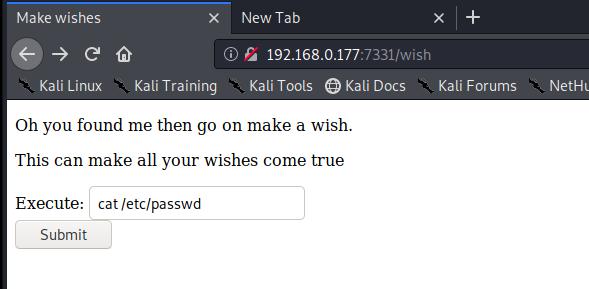 Make wishes
New Tab
192.168.0.177:7331/wish
Kali Linux Kali Training Kali Tools Kali Docs Kali Forums
Oh you found me then go on make a wish.
This can make all your wishes come true
Execute: cat /etc/passwd
Submit